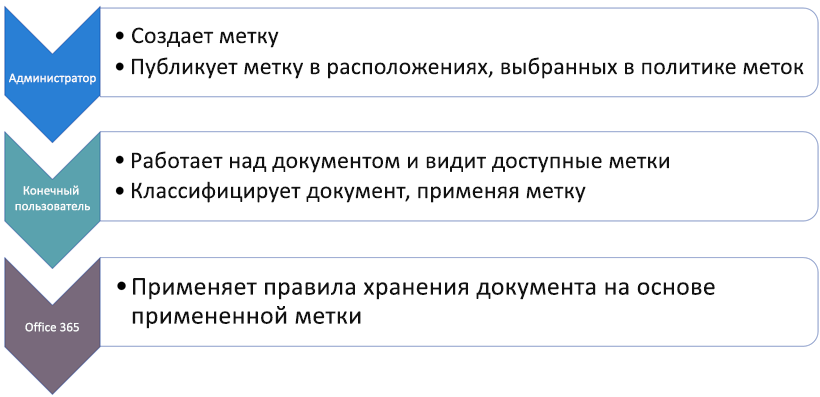 Администратор
• Создает метку
• Публикует метку в расположениях, выбранных в политике меток
Конечный
пользователь
• Работает над документом и видит доступные метки
• Классифицирует документ, применяя метку
Office 365
• Применяет правила хранения документа на основе
примененной метки